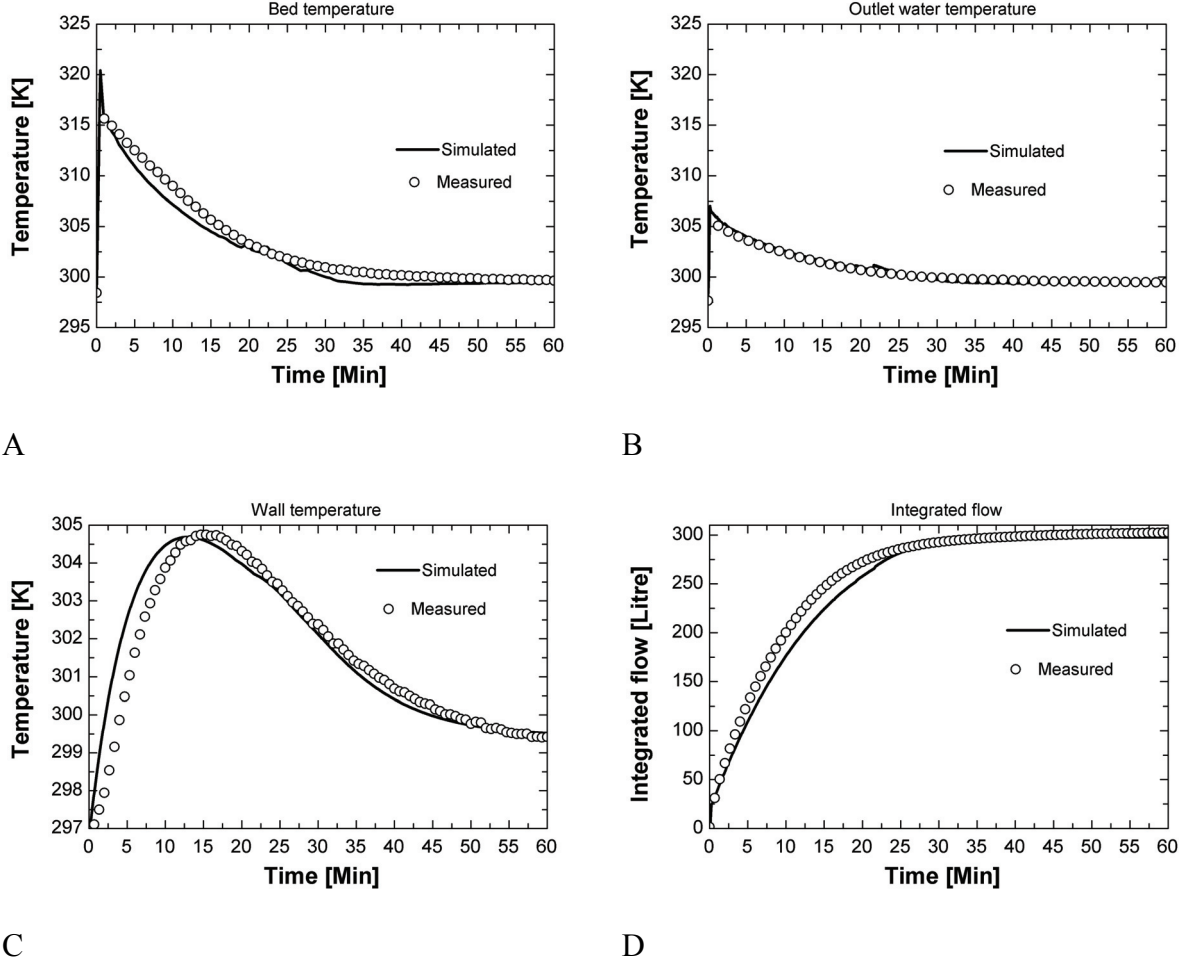 Bed temperature
325
320
315
310
305
300
295
Temperature [K]
Simulated
Measured
0 5 10 15 20 25 30 35 40 45 50 55 60
Time [Min]
A
Outlet water temperature
325
320
315
310
305
300
295
Temperature [K]
Simulated
Measured
0 5 10 15 20 25 30 35 40 45 50 55 60
Time [Min]
B
Wall temperature
305
304
303
302
301
300
299
298
297
Temperature [K]
Simulated
Measured
0 5 10 15 20 25 30 35 40 45 50 55 60
Time [Min]
C
Integrated flow
300
250
200
150
100
50
0
Integrated flow [Litre]
Simulated
Measured
0 5 10 15 20 25 30 35 40 45 50 55 60
Time [Min]
D